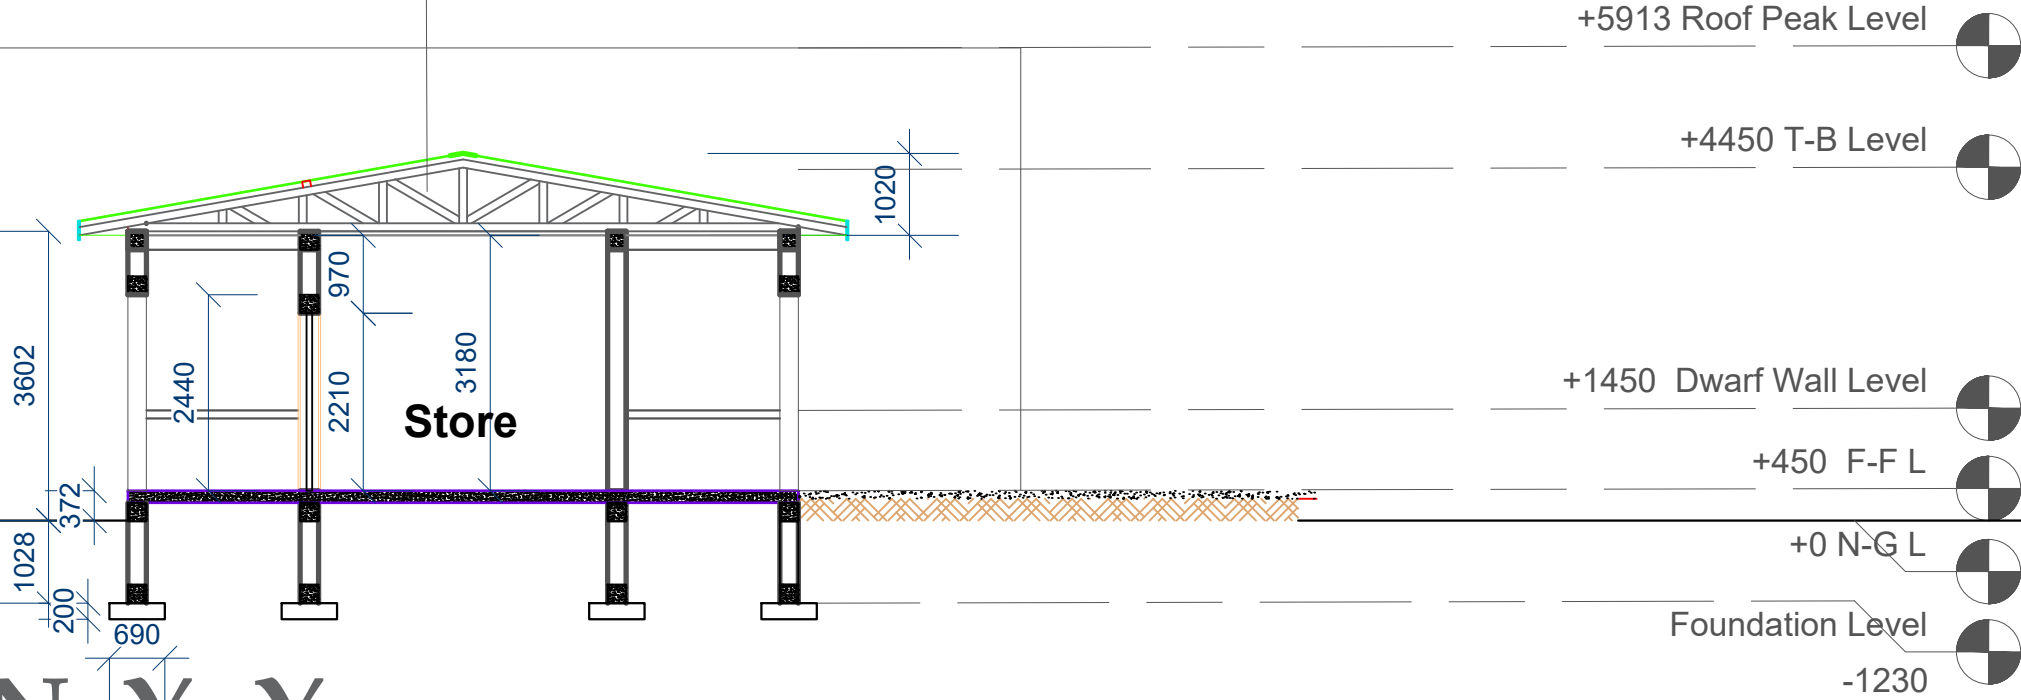 +5913 Roof Peak Level
+4450 T-B Level
1020
970
3602
2440
2210
3180
Store
+1450 Dwarf Wall Level
+450 F-F L
372
+0 N-G L
1028
200
690
Foundation Level
-1230